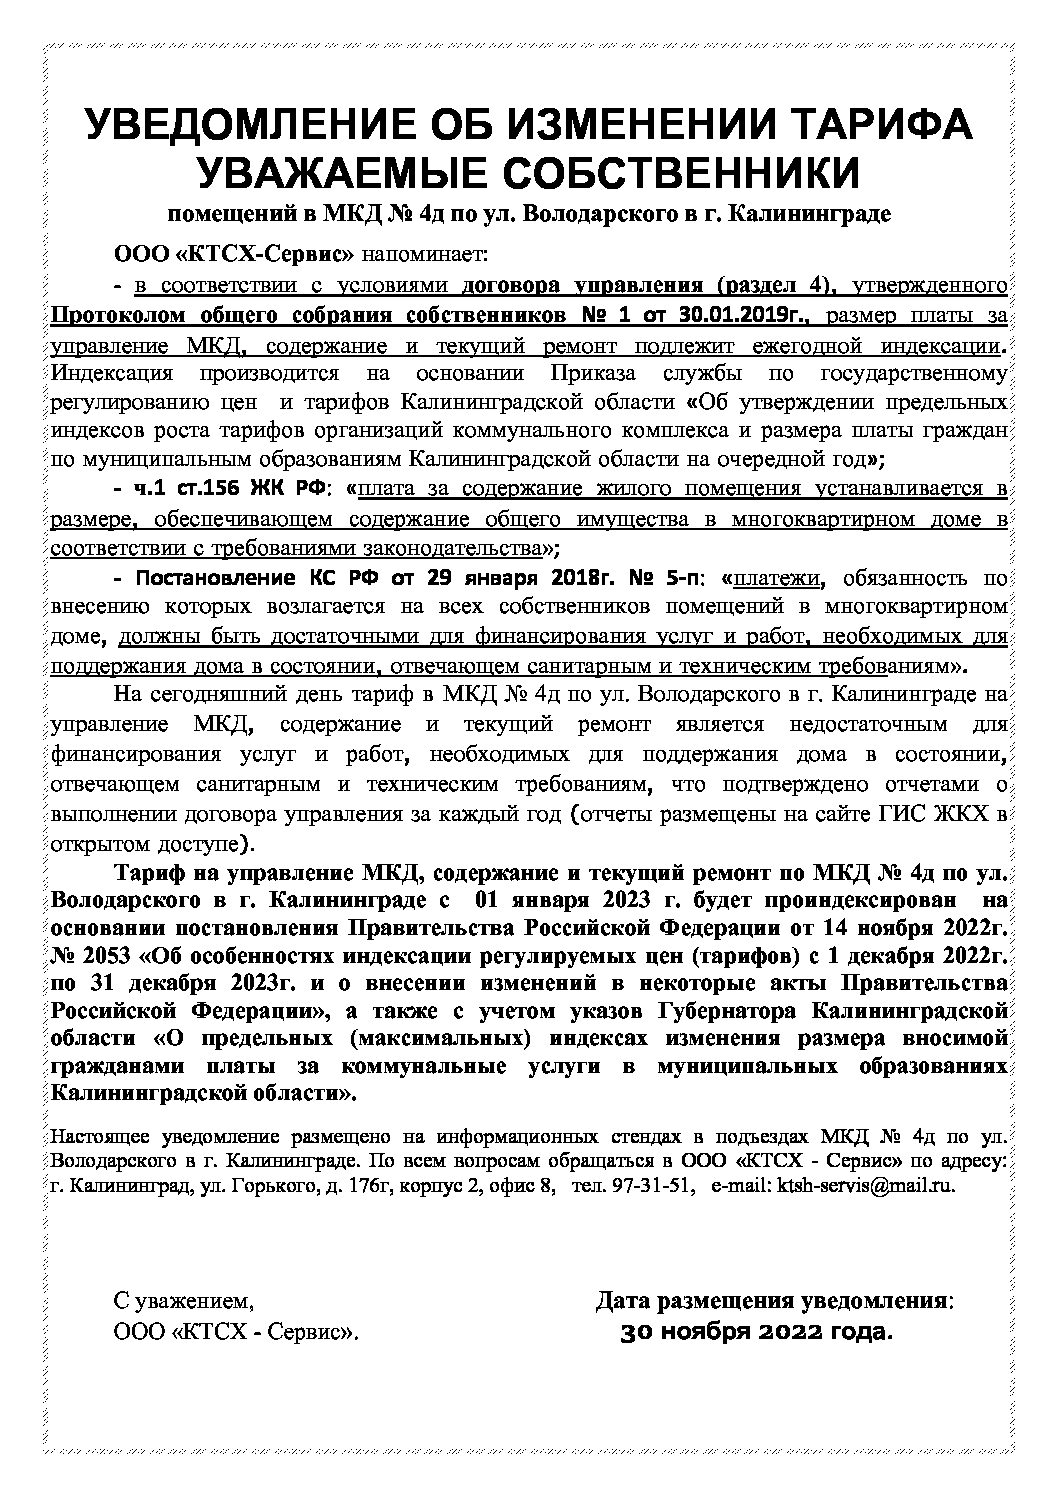 УВЕДОМЛЕНИЕ ОБ ИЗМЕНЕНИИ ТАРИФА
УВАЖАЕМЫЕ СОБСТВЕННИКИ
помещений в МКД № 4д по ул. Володарского в г. Калининграде
ООО «КТСХ-Сервис» напоминает:
- в соответствии с условиями договора управления (раздел 4), утвержденного
Протоколом общего собрания собственников № 1 от 30.01.2019г., размер платы за
управление МКД, содержание и текущий ремонт подлежит ежегодной индексации.
Индексация производится на основании Приказа службы по государственному
регулированию цен и тарифов Калининградской области «Об утверждении предельных
индексов роста тарифов организаций коммунального комплекса и размера платы граждан
по муниципальным образованиям Калининградской области на очередной год»;
- ч.1 ст.156 ЖК РФ: «плата за содержание жилого помещения устанавливается в
размере, обеспечивающем содержание общего имущества в многоквартирном доме в
соответствии с требованиями законодательства»;
- Постановление КС РФ от 29 января 2018г. № 5-п: «платежи, обязанность по
внесению которых возлагается на всех собственников помещений в многоквартирном
доме, должны быть достаточными для финансирования услуг и работ, необходимых для
поддержания дома в состоянии, отвечающем санитарным и техническим требованиям».
На сегодняшний день тариф в МКД № 4д по ул. Володарского в г. Калининграде на
управление МКД, содержание и текущий ремонт является недостаточным для
финансирования услуг и работ, необходимых для поддержания дома в состоянии,
отвечающем санитарным и техническим требованиям, что подтверждено отчетами о
выполнении договора управления за каждый год (отчеты размещены на сайте ГИС ЖКХ в
открытом доступе).
Тариф на управление МКД, содержание и текущий ремонт по МКД № 4д по ул.
Володарского в г. Калининграде с 01 января 2023 г. будет проиндексирован на
основании постановления Правительства Российской Федерации от 14 ноября 2022г.
№ 2053 «Об особенностях индексации регулируемых цен (тарифов) с 1 декабря 2022г.
по 31 декабря 2023г. и о внесении изменений в некоторые акты Правительства
Российской Федерации», а также с учетом указов Губернатора Калининградской
области «О предельных (максимальных) индексах изменения размера вносимой
гражданами платы за коммунальные услуги в муниципальных образованиях
Калининградской области».
Настоящее уведомление размещено на информационных стендах в подъездах МКД № 4д по ул.
Володарского в г. Калининграде. По всем вопросам обращаться в ООО «КТСХ - Сервис» по адресу:
г. Калининград, ул. Горького, д. 176г, корпус 2, офис 8, тел. 97-31-51, e-mail: ktsh-servis@mail.ru.
С уважением,
ООО «КТСХ - Сервис».
Дата размещения уведомления:
30 ноября 2022 года.